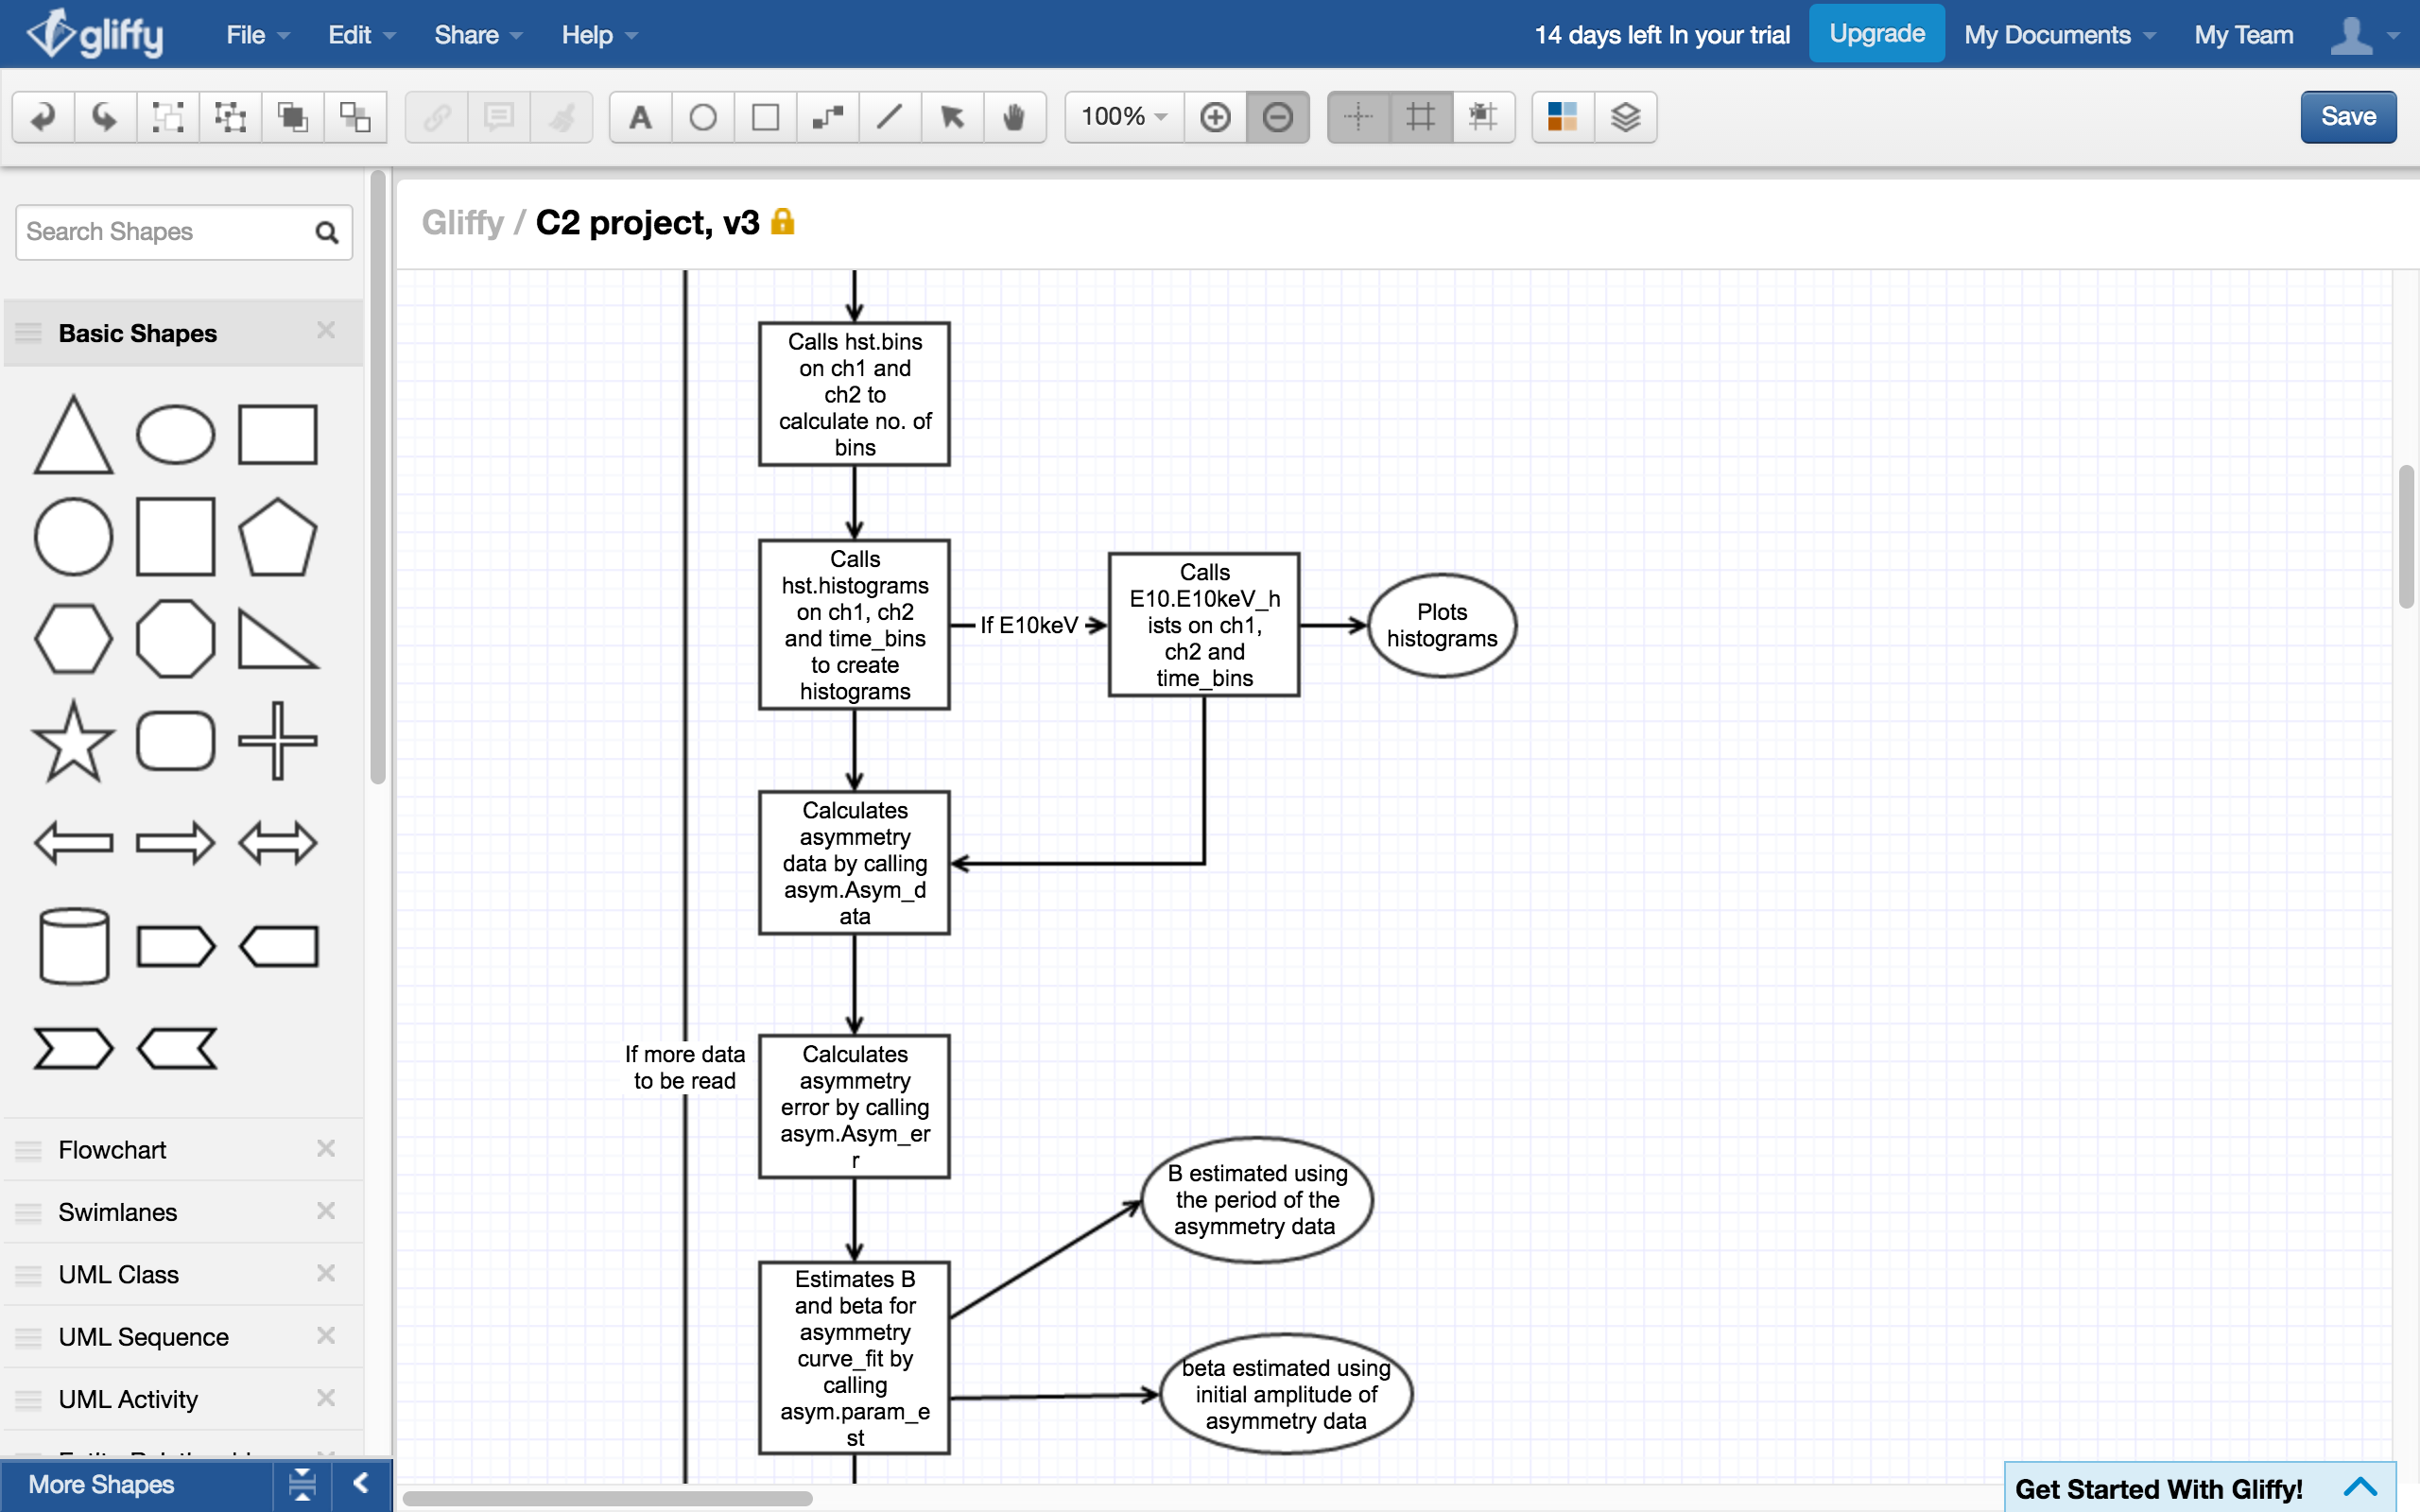 gliffy
File
Edit
Share
Help
14 days left In your trial
Upgrade
My Documents
My Team
A
100%
Save
Search Shapes
Gliffy / C2 project, v3
Basic Shapes
Flowchart
Swimlanes
UML Class
UML Sequence
UML Activity
More Shapes
Calls hst.bins
on ch1 and
ch2 to
calculate no. of
bins
Calls
hst.histograms
on ch1, ch2
and time_bins
to create
histograms
If E10keV
Calls
E10.E10keV_h
ists on ch1,
ch2 and
time_bins
Plots
histograms
Calculates
asymmetry
data by calling
asym.Asym_d
ata
If more data
to be read
Calculates
asymmetry
error by calling
asym.Asym_er
r
B estimated using
the period of the
asymmetry data
Estimates B
and beta for
asymmetry
curve_fit by
calling
asym.param_e
st
beta estimated using
initial amplitude of
asymmetry data
Get Started With Gliffy!